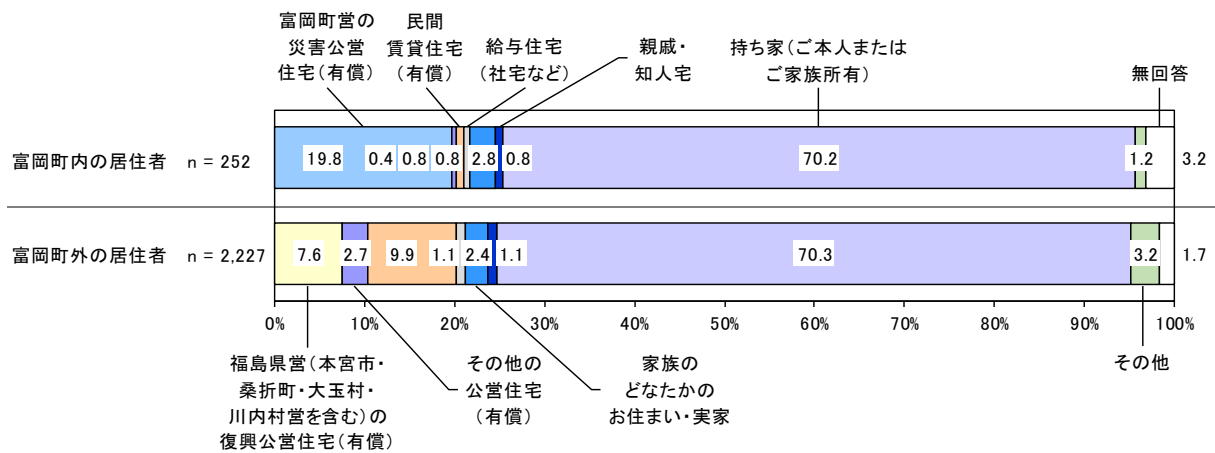 富岡町営の
災害公営
住宅(有償)
民間
賃貸住宅
(有償)
給与住宅
(社宅など)
親戚・
知人宅
持ち家(ご本人または
ご家族所有)
無回答
富岡町内の居住者 n = 252
19.8 0.4 0.8 0.8 2.8 0.8 70.2 1.2 3.2
富岡町外の居住者 n = 2,227
7.6 2.7 9.9 1.1 2.4 1.1 70.3 3.2 1.7
0% 10% 20% 30% 40% 50% 60% 70% 80% 90% 100%
福島県営(本宮市・
桑折町・大玉村・
川内村営を含む)の
復興公営住宅(有償)
その他の
公営住宅
(有償)
家族の
どなたかの
お住まい・実家
その他